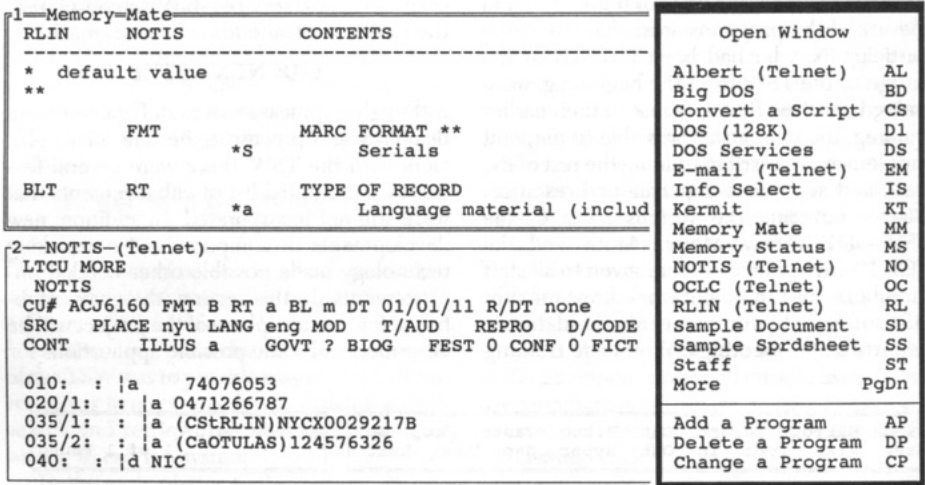 1—Memory—Mate
RLIN NOTIS CONTENTS
* default value
**
FMT MARC FORMAT **
*S Serials
BLT RT TYPE OF RECORD
*a Language materials (inclu
2—NOTIS—(Telnet)
LTCU MORE
NOTIS
CU# ACJ6125 FMT B RT a BL m DT 01/01/11 R/DT none
SRC PLACE nyu LANG eng MOD T/AUD REPRO D/CODE
CONT ILLUS a GOVT ? BIOG FEST 0 CONF 0 FICT
010: : ¦a 74076053
020/1: : ¦a 0471266787
035/1: : ¦a (CStRLIN)NYCX0029217B
035/2: : ¦a (CaOTULAS)124576326
040: : ¦a NIC
Open Window
Albert (Telnet) AL
Big DOS BD
Convert a Script CS
DOS (128K) D1
DOS Services DS
E-mail (Telnet) EM
Info Select IS
Kermit KT
Memory Mate MM
Memory Status MS
NOTIS (Telnet) NO
OCLC (Telnet) OC
RLIN (Telnet) RL
Sample Document SD
Sample Sprdsheet SS
Staff ST
More PgDn
Add a Program AP
Delete a Program DP
Change a Program CP